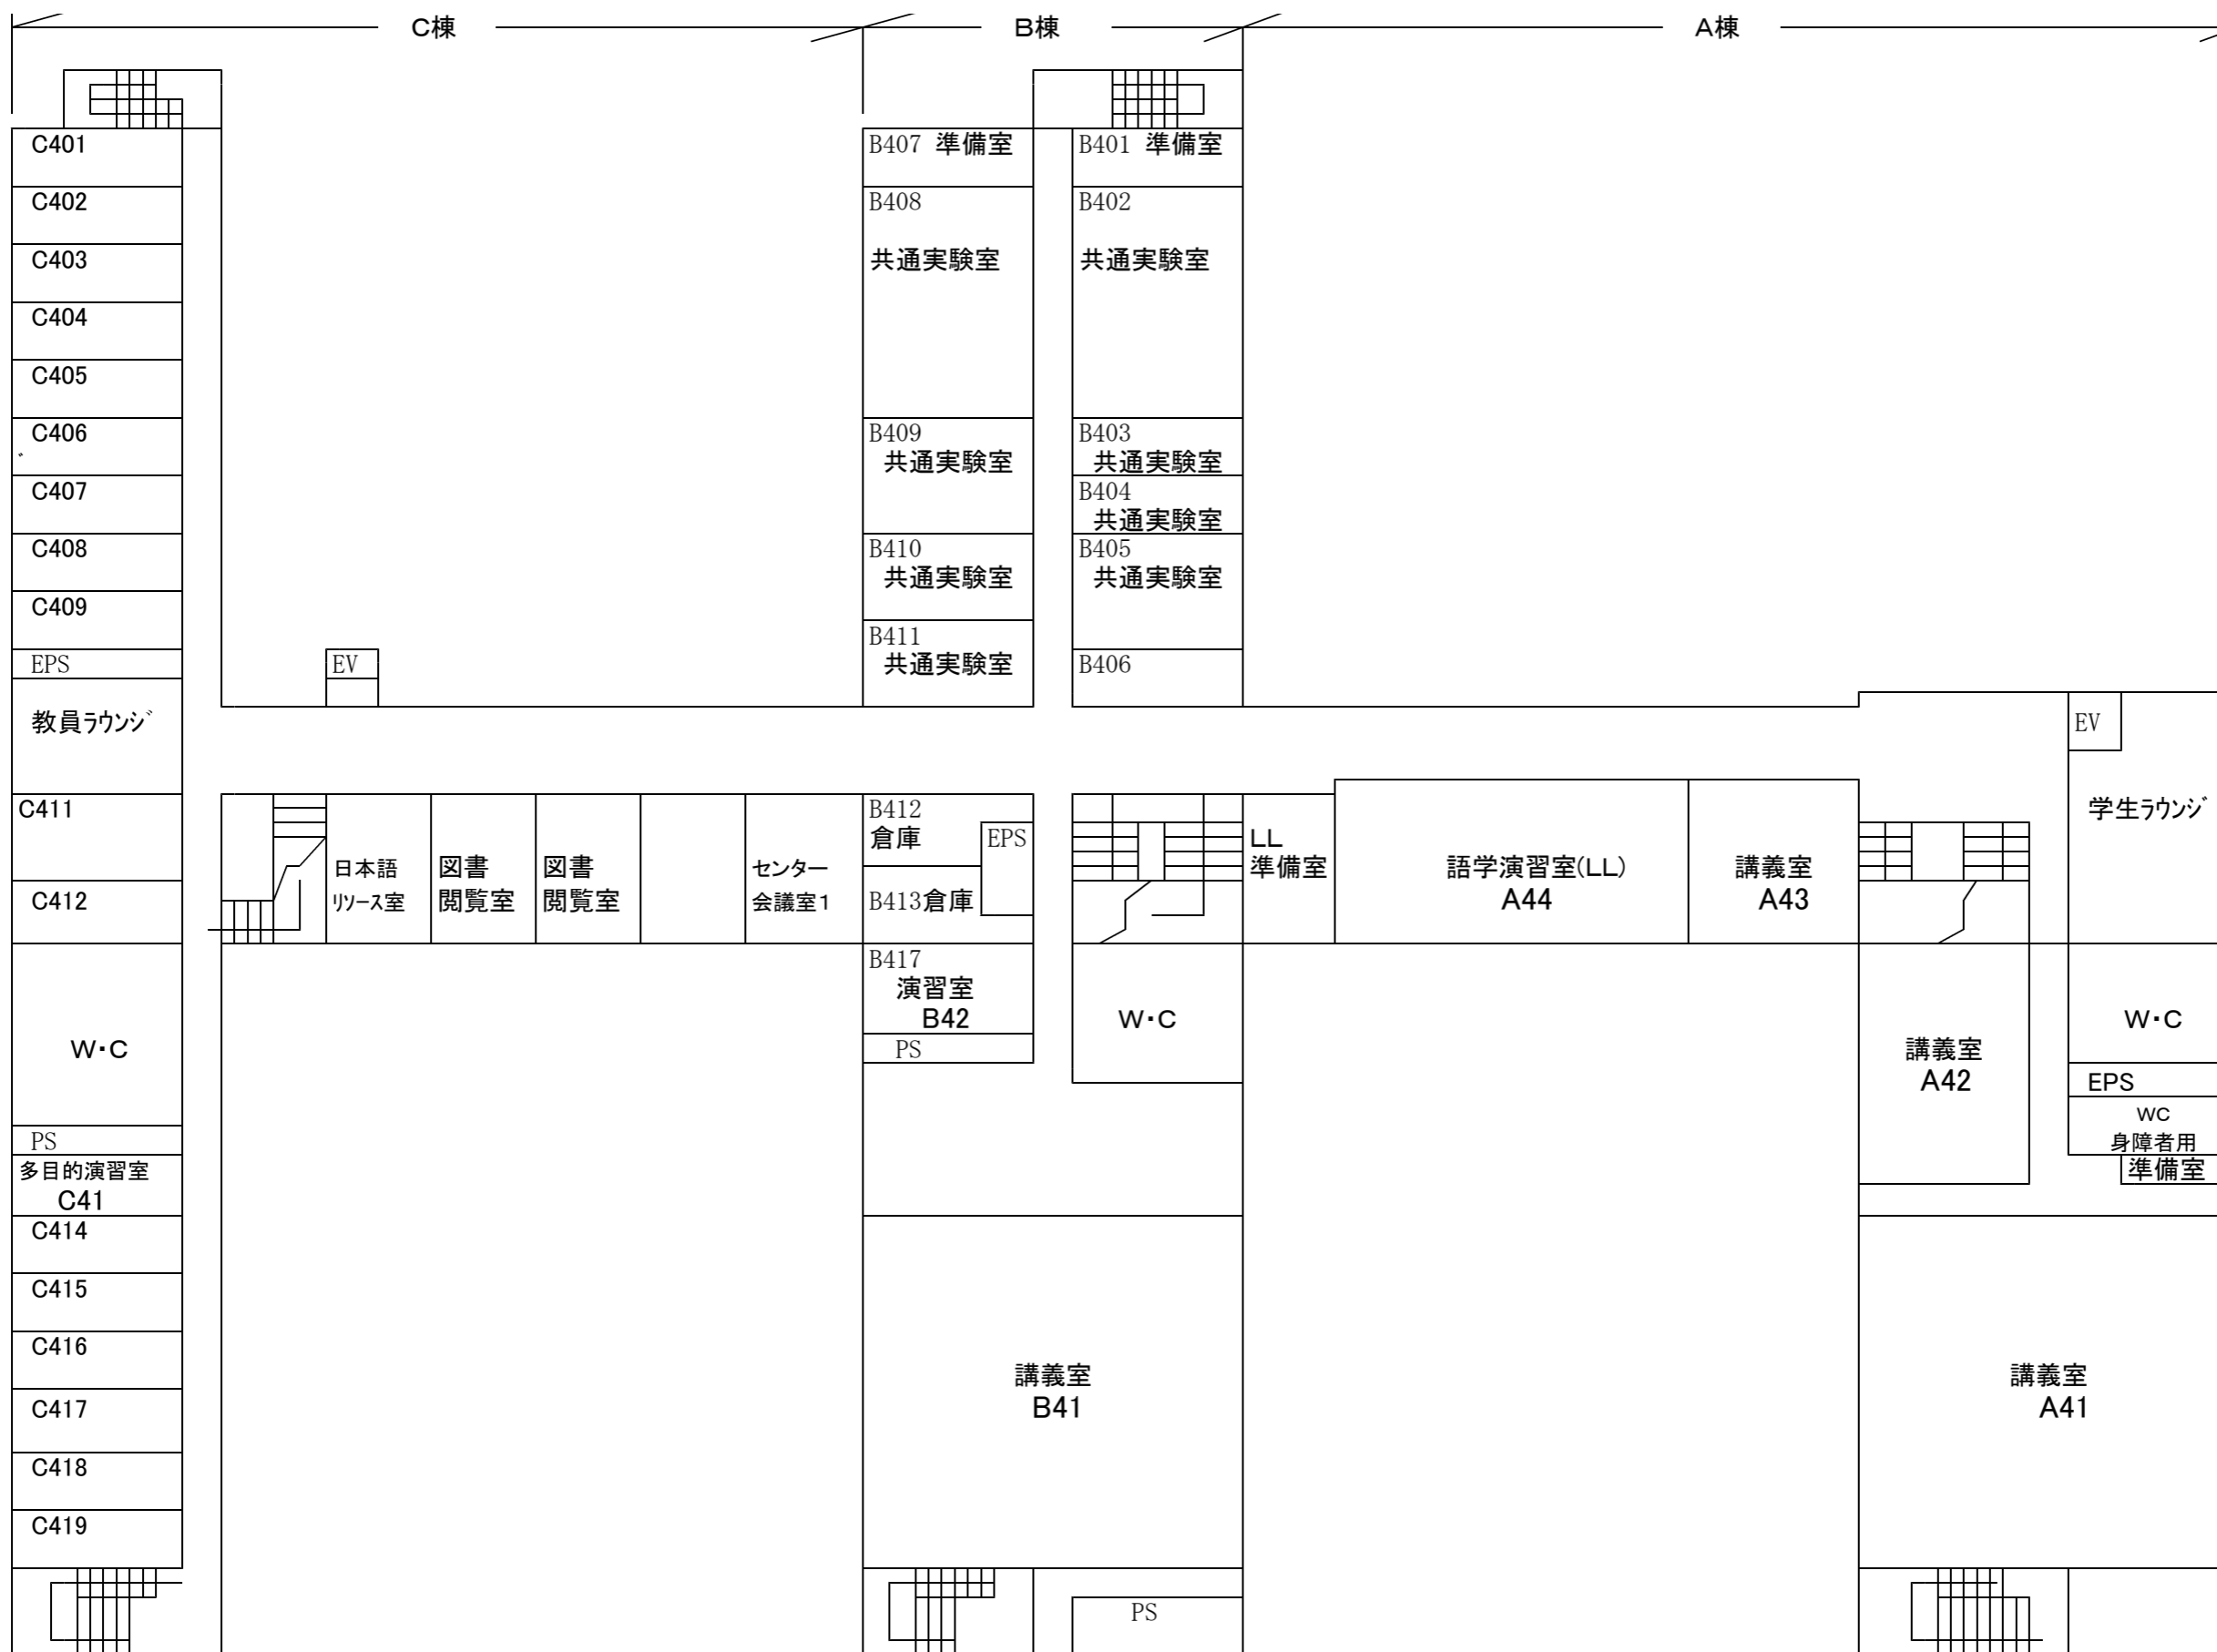 C棟
B棟
A棟
C401
C402
C403
C404
C405
C406
C407
C408
C409
EPS
教員ﾗｳﾝｼﾞ
C411
C412
W・C
PS
多目的演習室
C41
C414
C415
C416
C417
C418
C419
EV
日本語
ﾘｿｰｽ室
図書
閲覧室
図書
閲覧室
センター
会議室1
B407 準備室
B408
共通実験室
B409
共通実験室
B410
共通実験室
B411
共通実験室
B401 準備室
B402
共通実験室
B403
共通実験室
B404
共通実験室
B405
共通実験室
B406
B412
倉庫
EPS
B413倉庫
B417
演習室
B42
PS
W・C
講義室
B41
PS
LL
準備室
語学演習室(LL)
A44
講義室
A43
EV
学生ﾗｳﾝｼﾞ
講義室
A42
W・C
EPS
WC
身障者用
準備室
講義室
A41